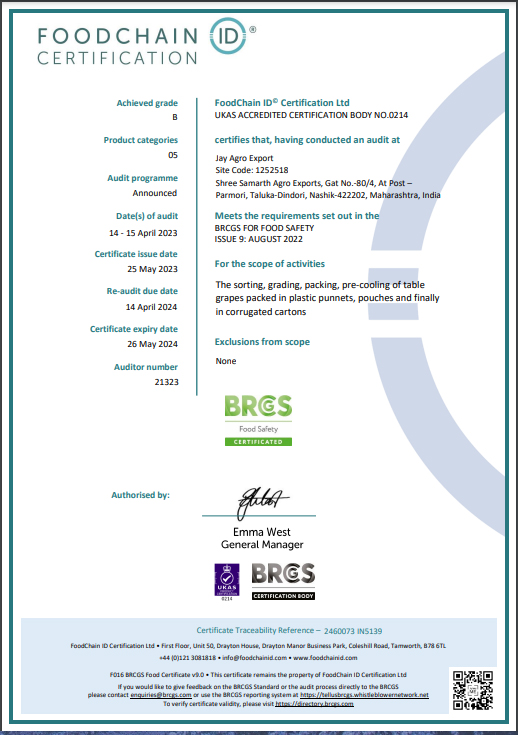 FOODCHAIN ID®
CERTIFICATION
Achieved grade
B
Product categories
05
Audit programme
Announced
Date(s) of audit
14 - 15 April 2023
Certificate issue date
25 May 2023
Re-audit due date
14 April 2024
Certificate expiry date
26 May 2024
Auditor number
21323
FoodChain ID© Certification Ltd
UKAS ACCREDITED CERTIFICATION BODY NO.0214
certifies that, having conducted an audit at
Jay Agro Export
Site Code: 1252518
Shree Samarth Agro Exports, Gat No.-80/4, At Post –
Parmori, Taluka-Dindori, Nashik-422202, Maharashtra, India
Meets the requirements set out in the
BRCGS FOR FOOD SAFETY
ISSUE 9: AUGUST 2022
For the scope of activities
The sorting, grading, packing, pre-cooling of table
grapes packed in plastic punnets, pouches and finally
in corrugated cartons
Exclusions from scope
None
BRCGS
Food Safety
CERTIFICATED
Authorised by:
Emma West
General Manager
UKAS
0214
BRCGS
CERTIFICATION BODY
Certificate Traceability Reference – 2460073 INS139
FoodChain ID Certification Ltd • First Floor, Unit 50, Drayton House, Drayton Manor Business Park, Coleshill Road, Tamworth, B78 6TL
+44 (0)121 3081818 • info@foodchainid.com • www.foodchainid.com
F016 BRCGS Food Certificate v9.0 • This certificate remains the property of FoodChain ID Certification Ltd
If you would like to give feedback on the BRCGS Standard or the audit process directly to the BRCGS
please contact enquiries@brcgs.com or use the BRCGS reporting system at https://tellusbrcgs.whistleblowernetwork.net
To verify certificate validity, please visit https://directory.brcgs.com